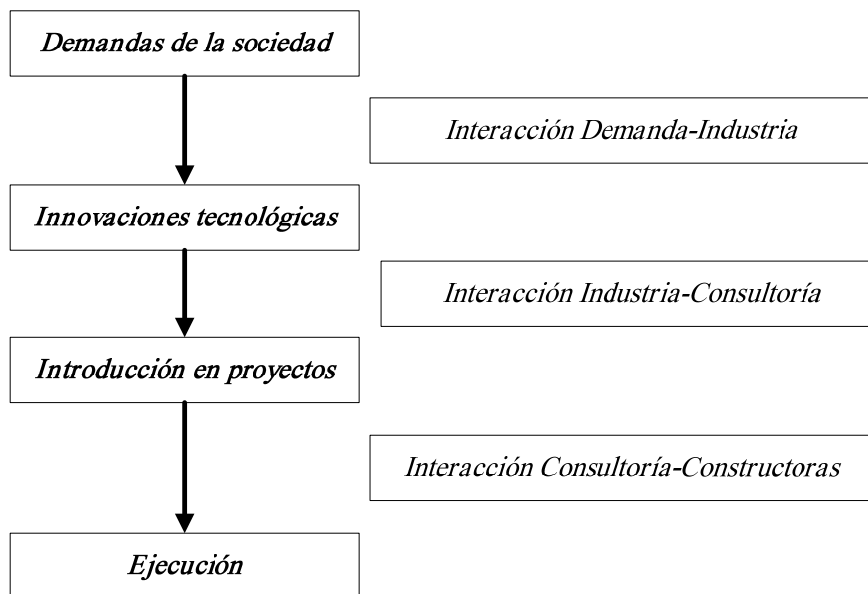 Demandas de la sociedad
Interacción Demanda-Industria
Innovaciones tecnológicas
Interacción Industria-Consultoría
Introducción en proyectos
Interacción Consultoría-Constructoras
Ejecución